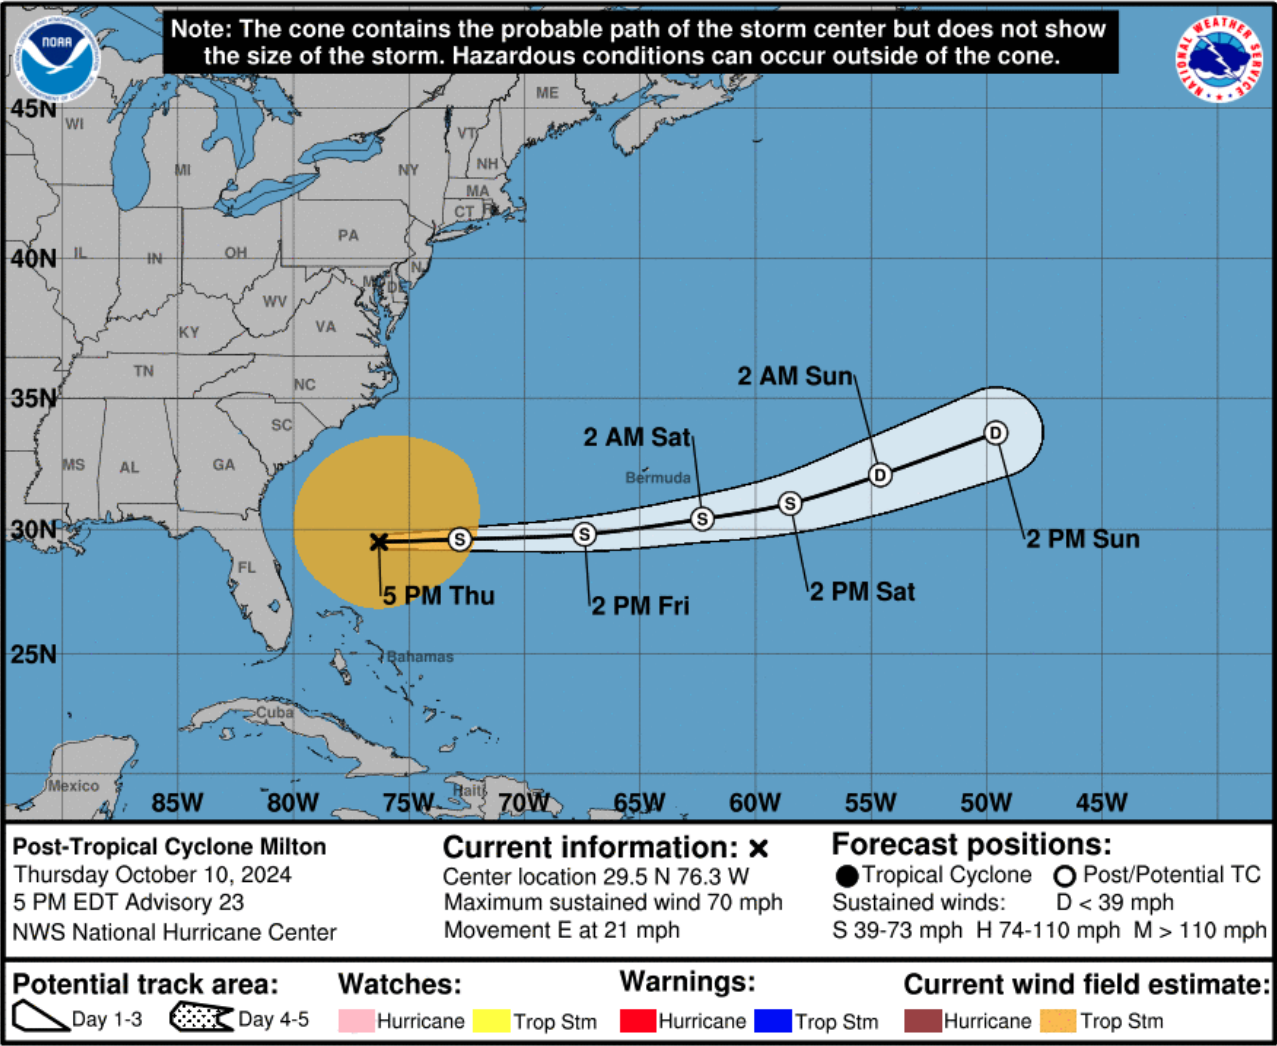 Note: The cone contains the probable path of the storm center but does not show
the size of the storm. Hazardous conditions can occur outside of the cone.
NOAA
NATIONAL WEATHER SERVICE
45N
40N
35N
30N
25N
WI
MI
IL
IN
OH
KY
TN
MS
AL
GA
FL
SC
NC
VA
WV
PA
NY
VT
NH
ME
MA
CT
NJ
DE
2 AM Sun
2 AM Sat
Bermuda
5 PM Thu
2 PM Fri
2 PM Sat
2 PM Sun
S
S
S
S
D
D
Bahamas
Cuba
Mexico
Haiti
85W 80W 75W 70W 65W 60W 55W 50W 45W
Post-Tropical Cyclone Milton
Thursday October 10, 2024
5 PM EDT Advisory 23
NWS National Hurricane Center
Current information: x
Center location 29.5 N 76.3 W
Maximum sustained wind 70 mph
Movement E at 21 mph
Forecast positions:
Tropical Cyclone Post/Potential TC
Sustained winds: D < 39 mph
S 39-73 mph H 74-110 mph M > 110 mph
Potential track area:
Day 1-3 Day 4-5
Watches:
Hurricane Trop Stm
Warnings:
Hurricane Trop Stm
Current wind field estimate:
Hurricane Trop Stm